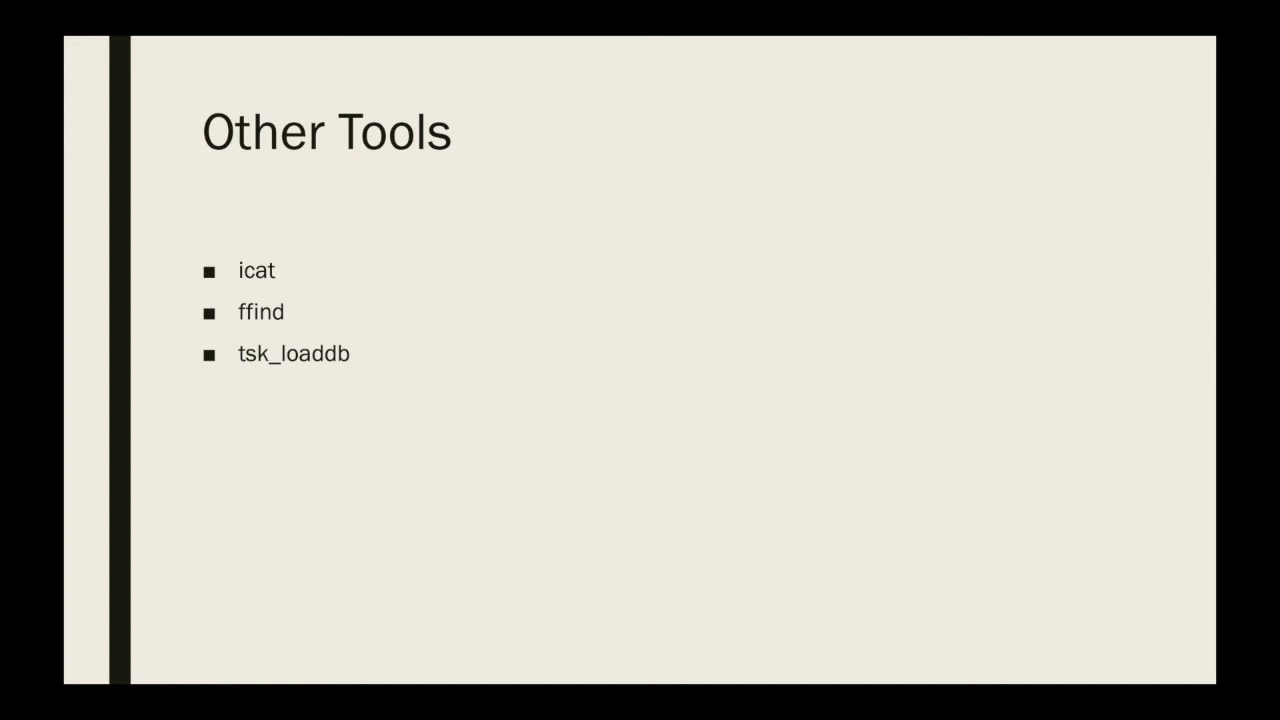 Other Tools
■ icat
■ ffind
■ tsk_loaddb